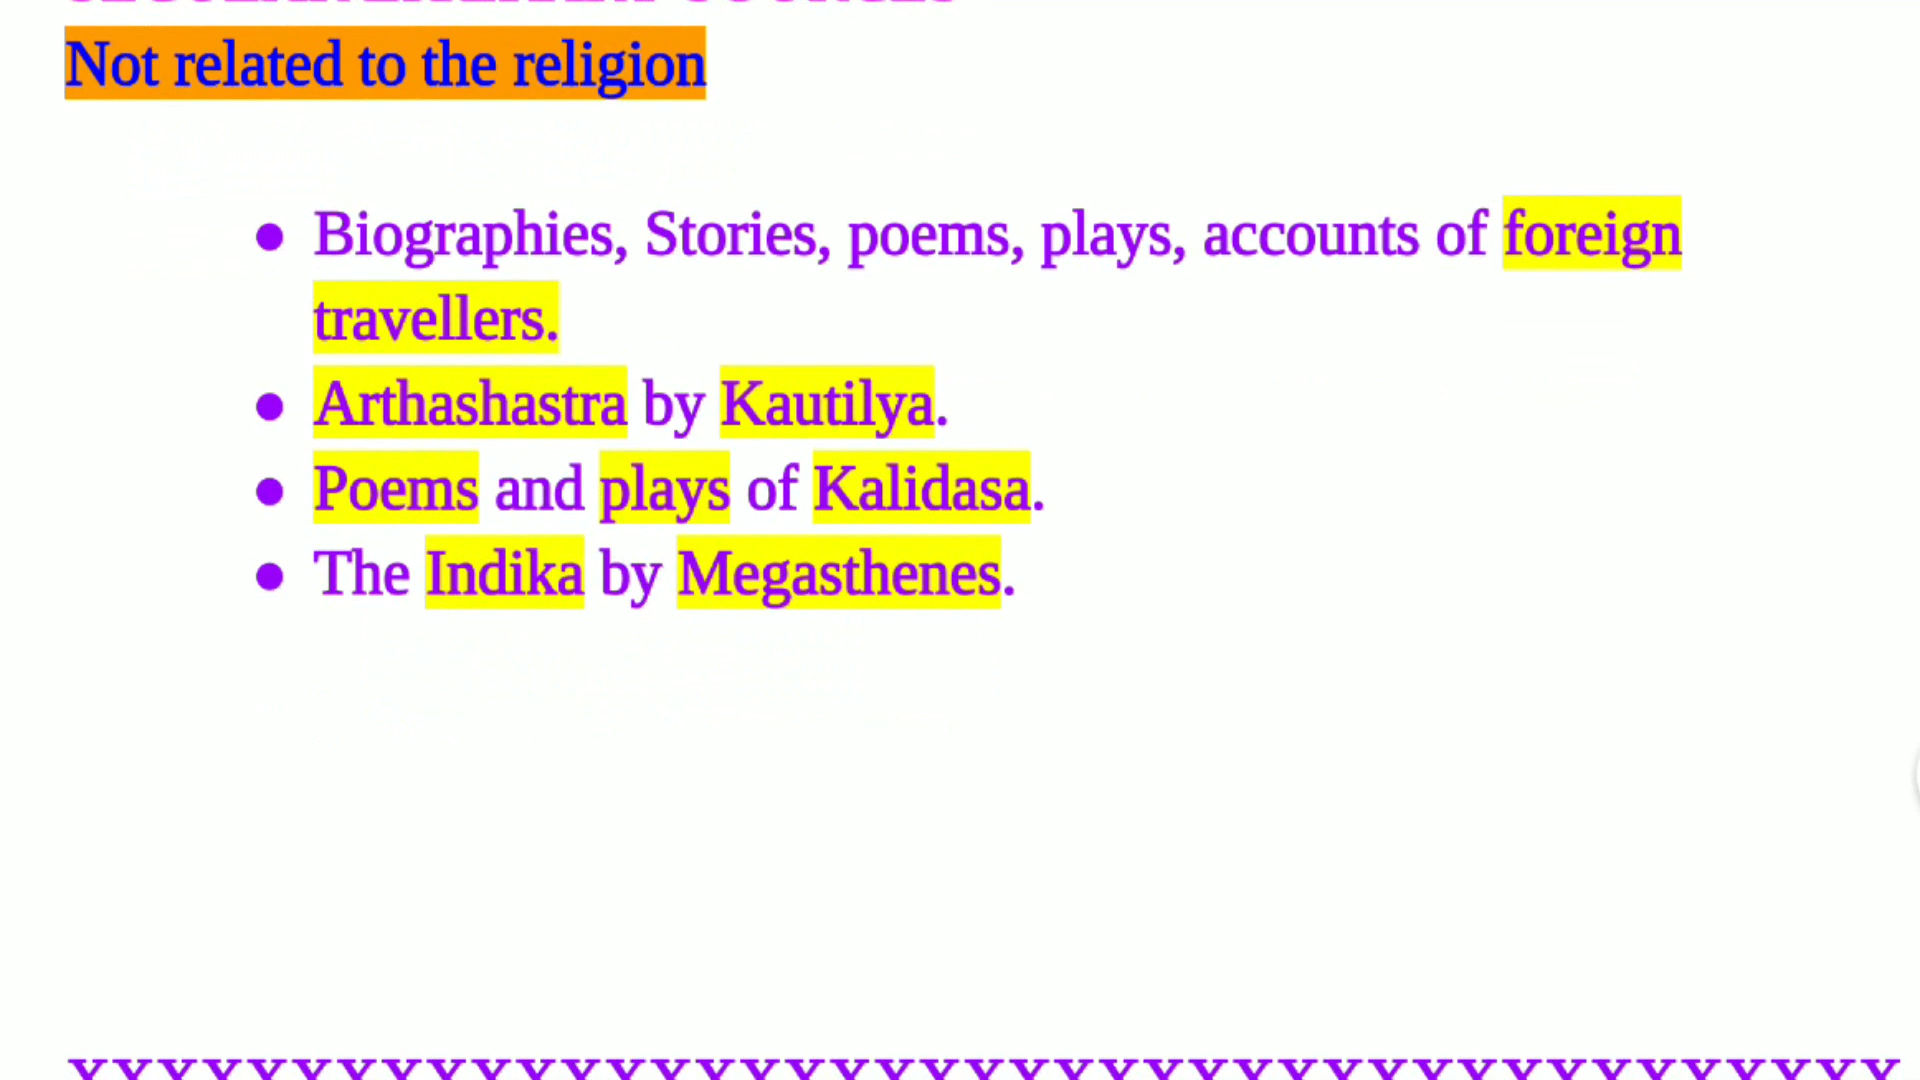 Not related to the religion
● Biographies, Stories, poems, plays, accounts of foreign
travellers.
● Arthashastra by Kautilya.
● Poems and plays of Kalidasa.
● The Indika by Megasthenes.